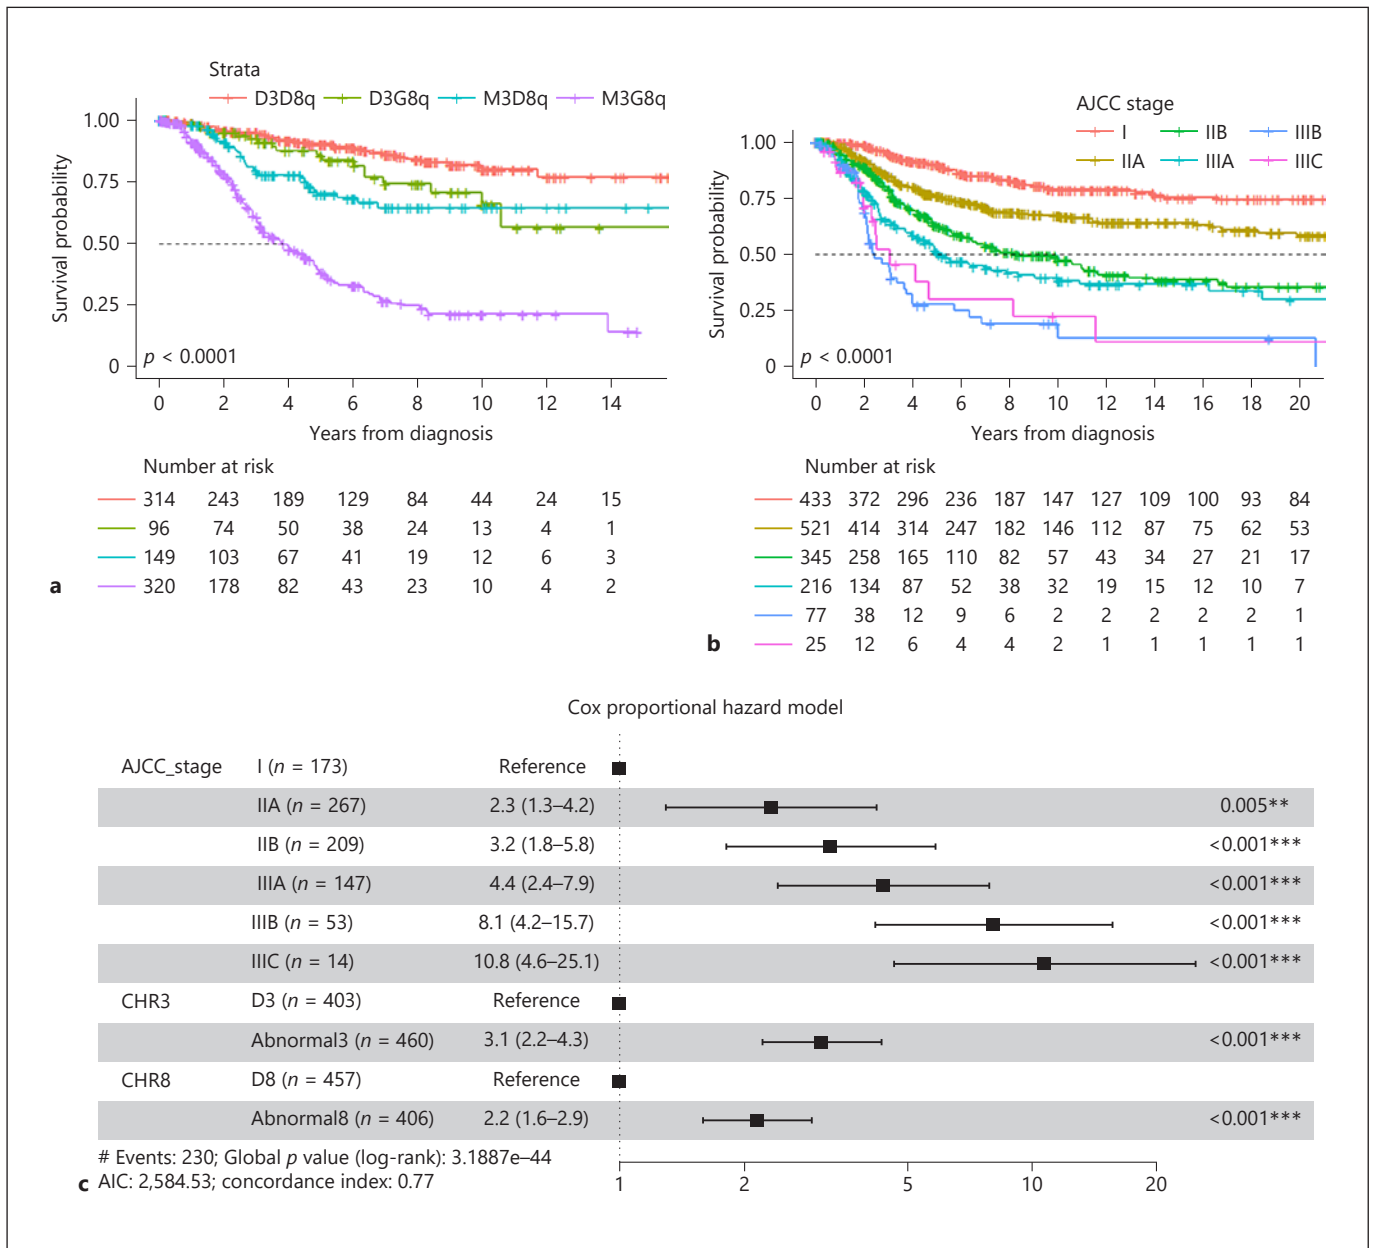 Strata
D3D8q D3G8q M3D8q M3G8q
Survival probability
1.00
0.75
0.50
0.25
0
p < 0.0001
0 2 4 6 8 10 12 14
Years from diagnosis
Number at risk
314 243 189 129 84 44 24 15
96 74 50 38 24 13 4 1
149 103 67 41 19 12 6 3
320 178 82 43 23 10 4 2
a
AJCC stage
I IIB IIIB
IIA IIIA IIIC
Survival probability
1.00
0.75
0.50
0.25
0
p < 0.0001
0 2 4 6 8 10 12 14 16 18 20
Years from diagnosis
Number at risk
433 372 296 236 187 147 127 109 100 93 84
521 414 314 247 182 146 112 87 75 62 53
345 258 165 110 82 57 43 34 27 21 17
216 134 87 52 38 32 19 15 12 10 7
77 38 12 9 6 2 2 2 2 2 1
25 12 6 4 4 2 1 1 1 1 1
b
Cox proportional hazard model
AJCC_stage I (n = 173) Reference
IIA (n = 267) 2.3 (1.3–4.2) 0.005**
IIB (n = 209) 3.2 (1.8–5.8) <0.001***
IIIA (n = 147) 4.4 (2.4–7.9) <0.001***
IIIB (n = 53) 8.1 (4.2–15.7) <0.001***
IIIC (n = 14) 10.8 (4.6–25.1) <0.001***
CHR3 D3 (n = 403) Reference
Abnormal3 (n = 460) 3.1 (2.2–4.3) <0.001***
CHR8 D8 (n = 457) Reference
Abnormal8 (n = 406) 2.2 (1.6–2.9) <0.001***
# Events: 230; Global p value (log-rank): 3.1887e–44
c AIC: 2,584.53; concordance index: 0.77
1 2 5 10 20